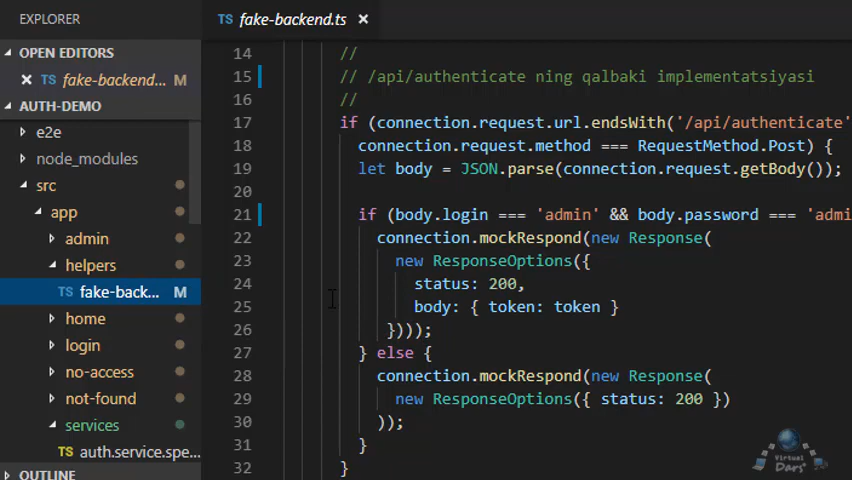 EXPLORER
OPEN EDITORS
TS fake-backend... M
AUTH-DEMO
e2e
node_modules
src
app
admin
helpers
TS fake-back... M
home
login
no-access
not-found
services
TS auth.service.spe...
OUTLINE
TS fake-backend.ts
14 //
15 // /api/authenticate ning qalbaki implementatsiyasi
16 //
17 if (connection.request.url.endsWith('/api/authenticate'
18 connection.request.method === RequestMethod.Post) {
19 let body = JSON.parse(connection.request.getBody());
20
21 if (body.login === 'admin' && body.password === 'admi
22 connection.mockRespond(new Response(
23 new ResponseOptions({
24 status: 200,
25 body: { token: token }
26 })));
27 } else {
28 connection.mockRespond(new Response(
29 new ResponseOptions({ status: 200 })
30 ));
31 }
32 }
Virtual
Dars